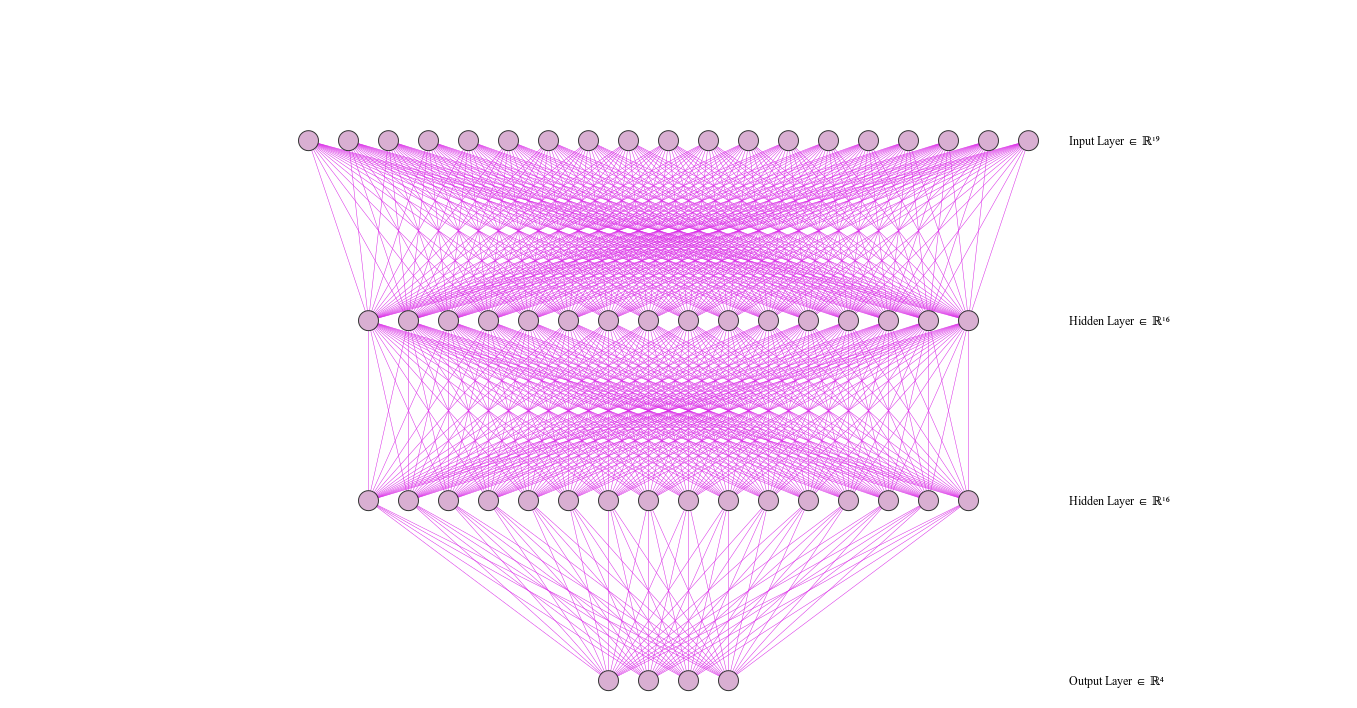 Input Layer ∈ ℝ¹⁹
Hidden Layer ∈ ℝ¹⁶
Hidden Layer ∈ ℝ¹⁶
Output Layer ∈ ℝ⁴